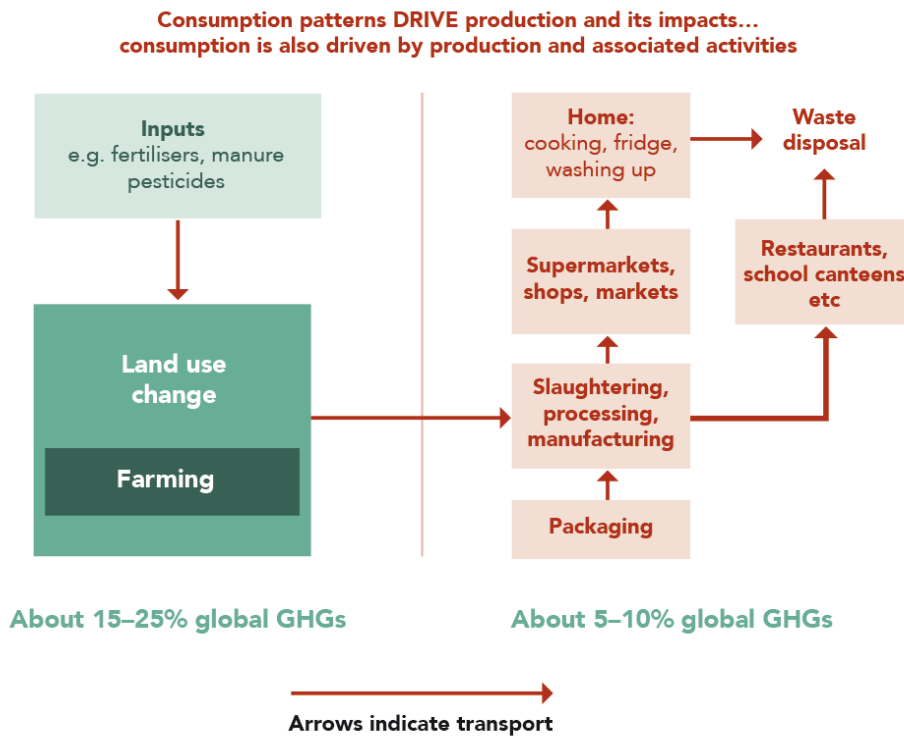 Consumption patterns DRIVE production and its impacts...
consumption is also driven by production and associated activities
Inputs
e.g. fertilisers, manure
pesticides
Land use
change
Farming
About 15–25% global GHGs
Home:
cooking, fridge,
washing up
Waste
disposal
Supermarkets,
shops, markets
Restaurants,
school canteens
etc
Slaughtering,
processing,
manufacturing
Packaging
About 5–10% global GHGs
Arrows indicate transport